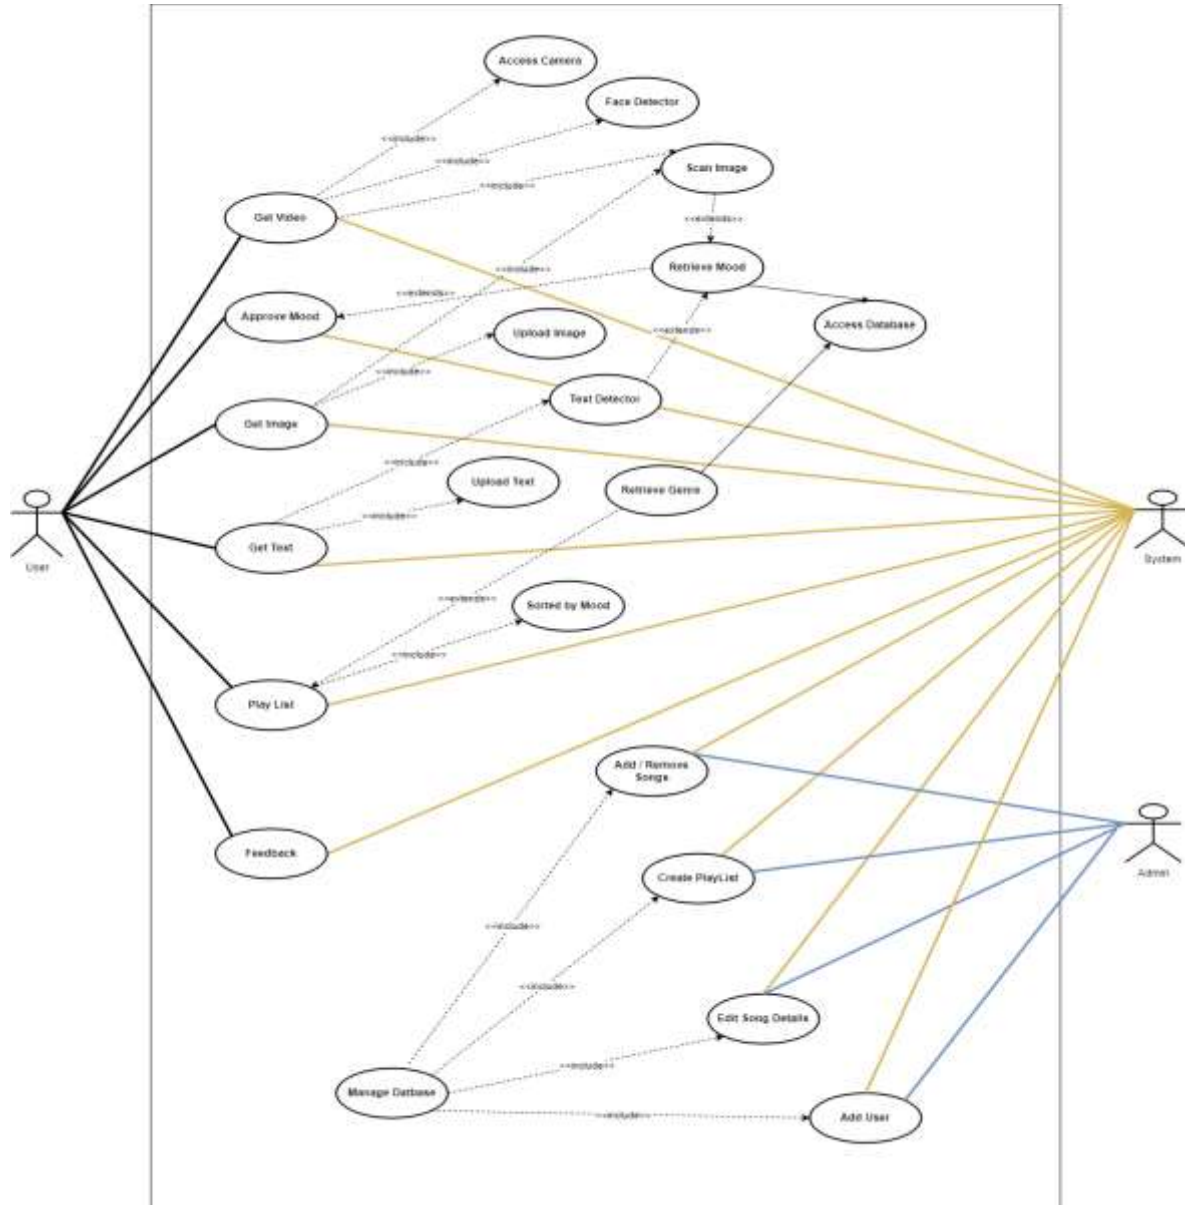 Access Camera
Face Detector
<<include>>
<<include>>
Scan Image
<<include>>
Get Video
<<extends>>
Retrieve Mood
<<include>>
<<extends>>
Approve Mood
Upload Image
Access Database
<<extends>>
<<include>>
Text Detector
Get Image
<<include>>
Upload Text
Retrieve Genre
<<include>>
Get Text
User
System
<<extends>>
Sorted by Mood
<<include>>
Play List
Add / Remove
Songs
Feedback
Create PlayList
Admin
<<include>>
<<include>>
Edit Song Details
<<include>>
Manage Datbase
<<include>>
Add User